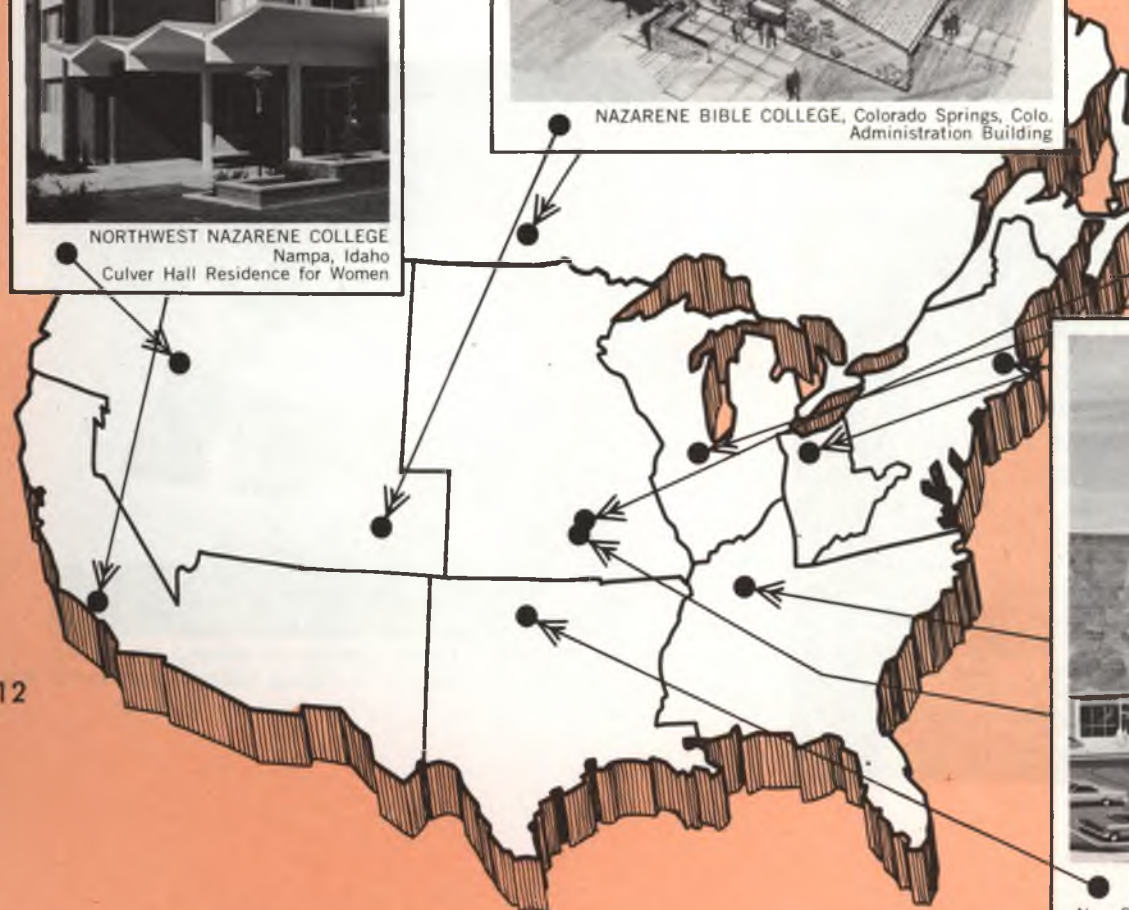 NAZARENE BIBLE COLLEGE, Colorado Springs, Colo.
Administration Building
NORTHWEST NAZARENE COLLEGE
Nampa, Idaho
Culver Hall Residence for Women
12